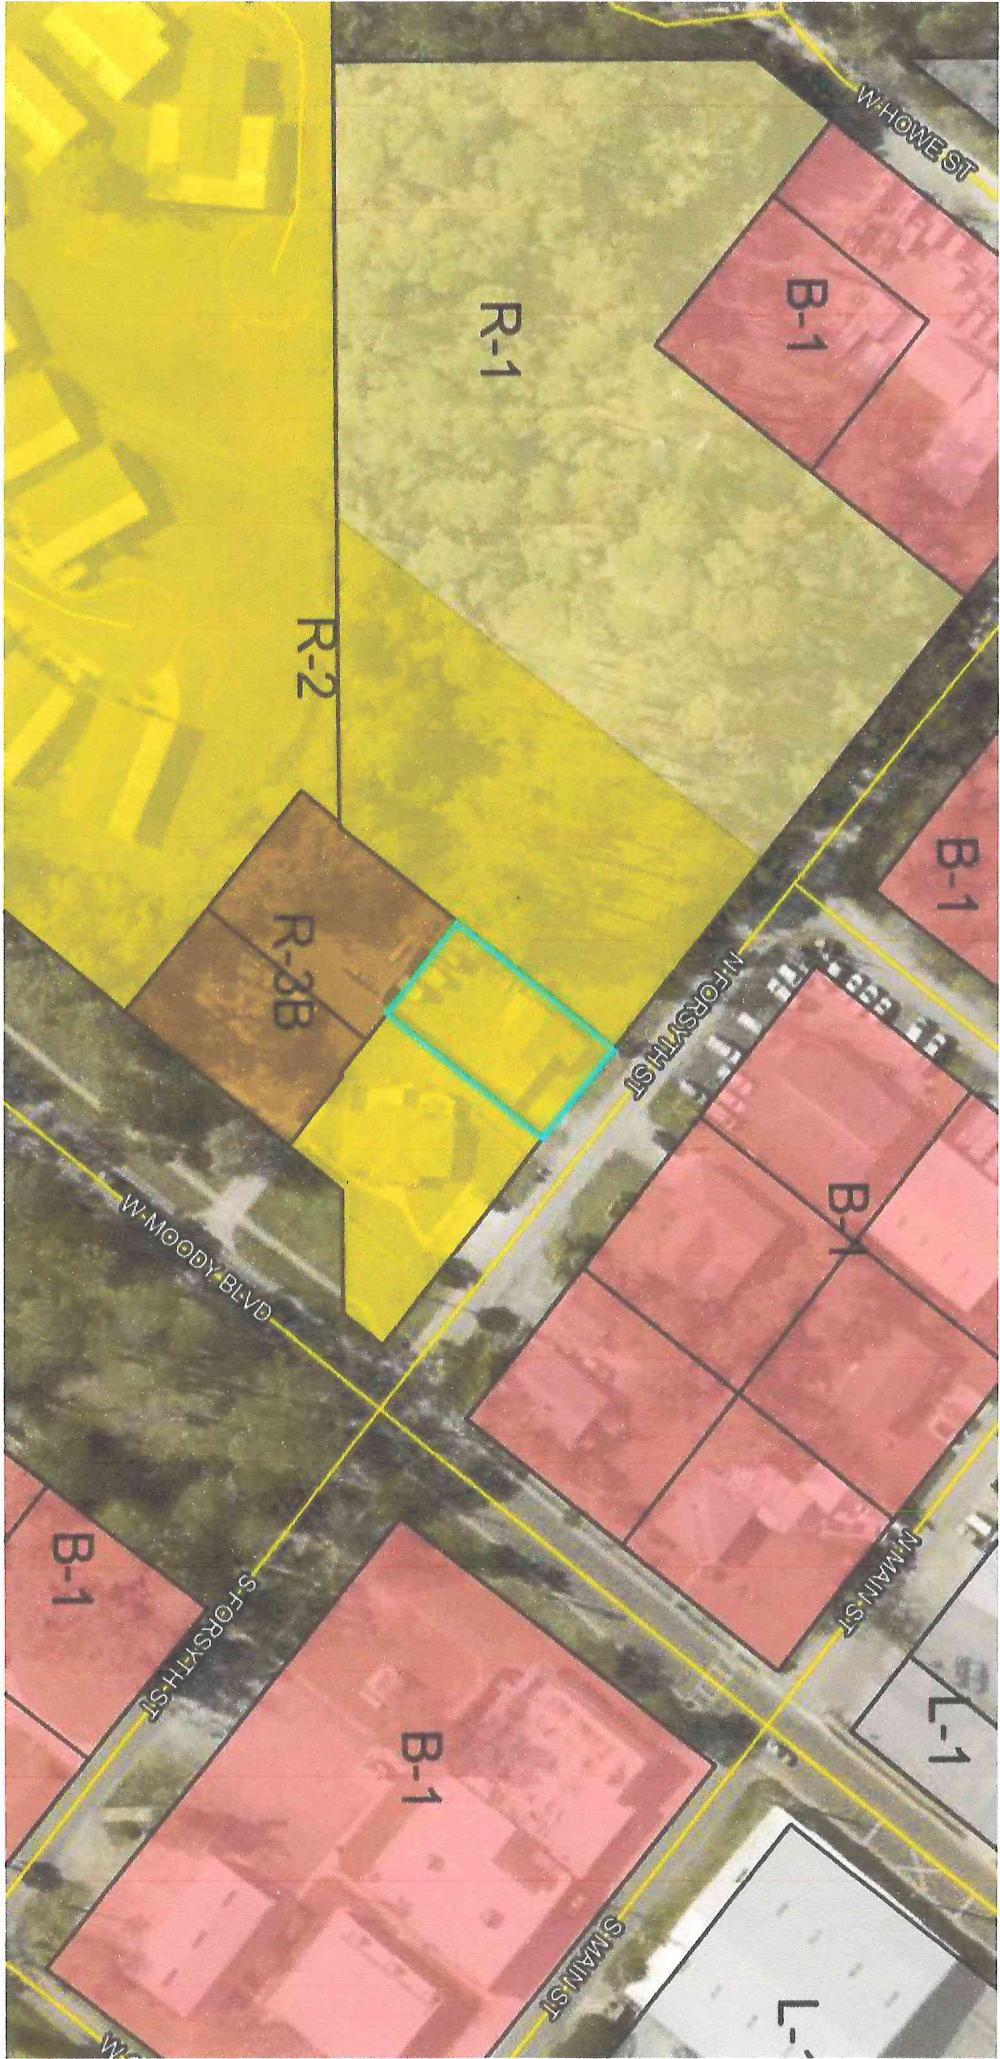 W HOWE ST
B-1
R-1
R-2
B-1
R-3B
N FORSYTH ST
B-1
W MOODY BLVD
N MAIN ST
B-1
S FORSYTH ST
B-1
L-1
S MAIN ST